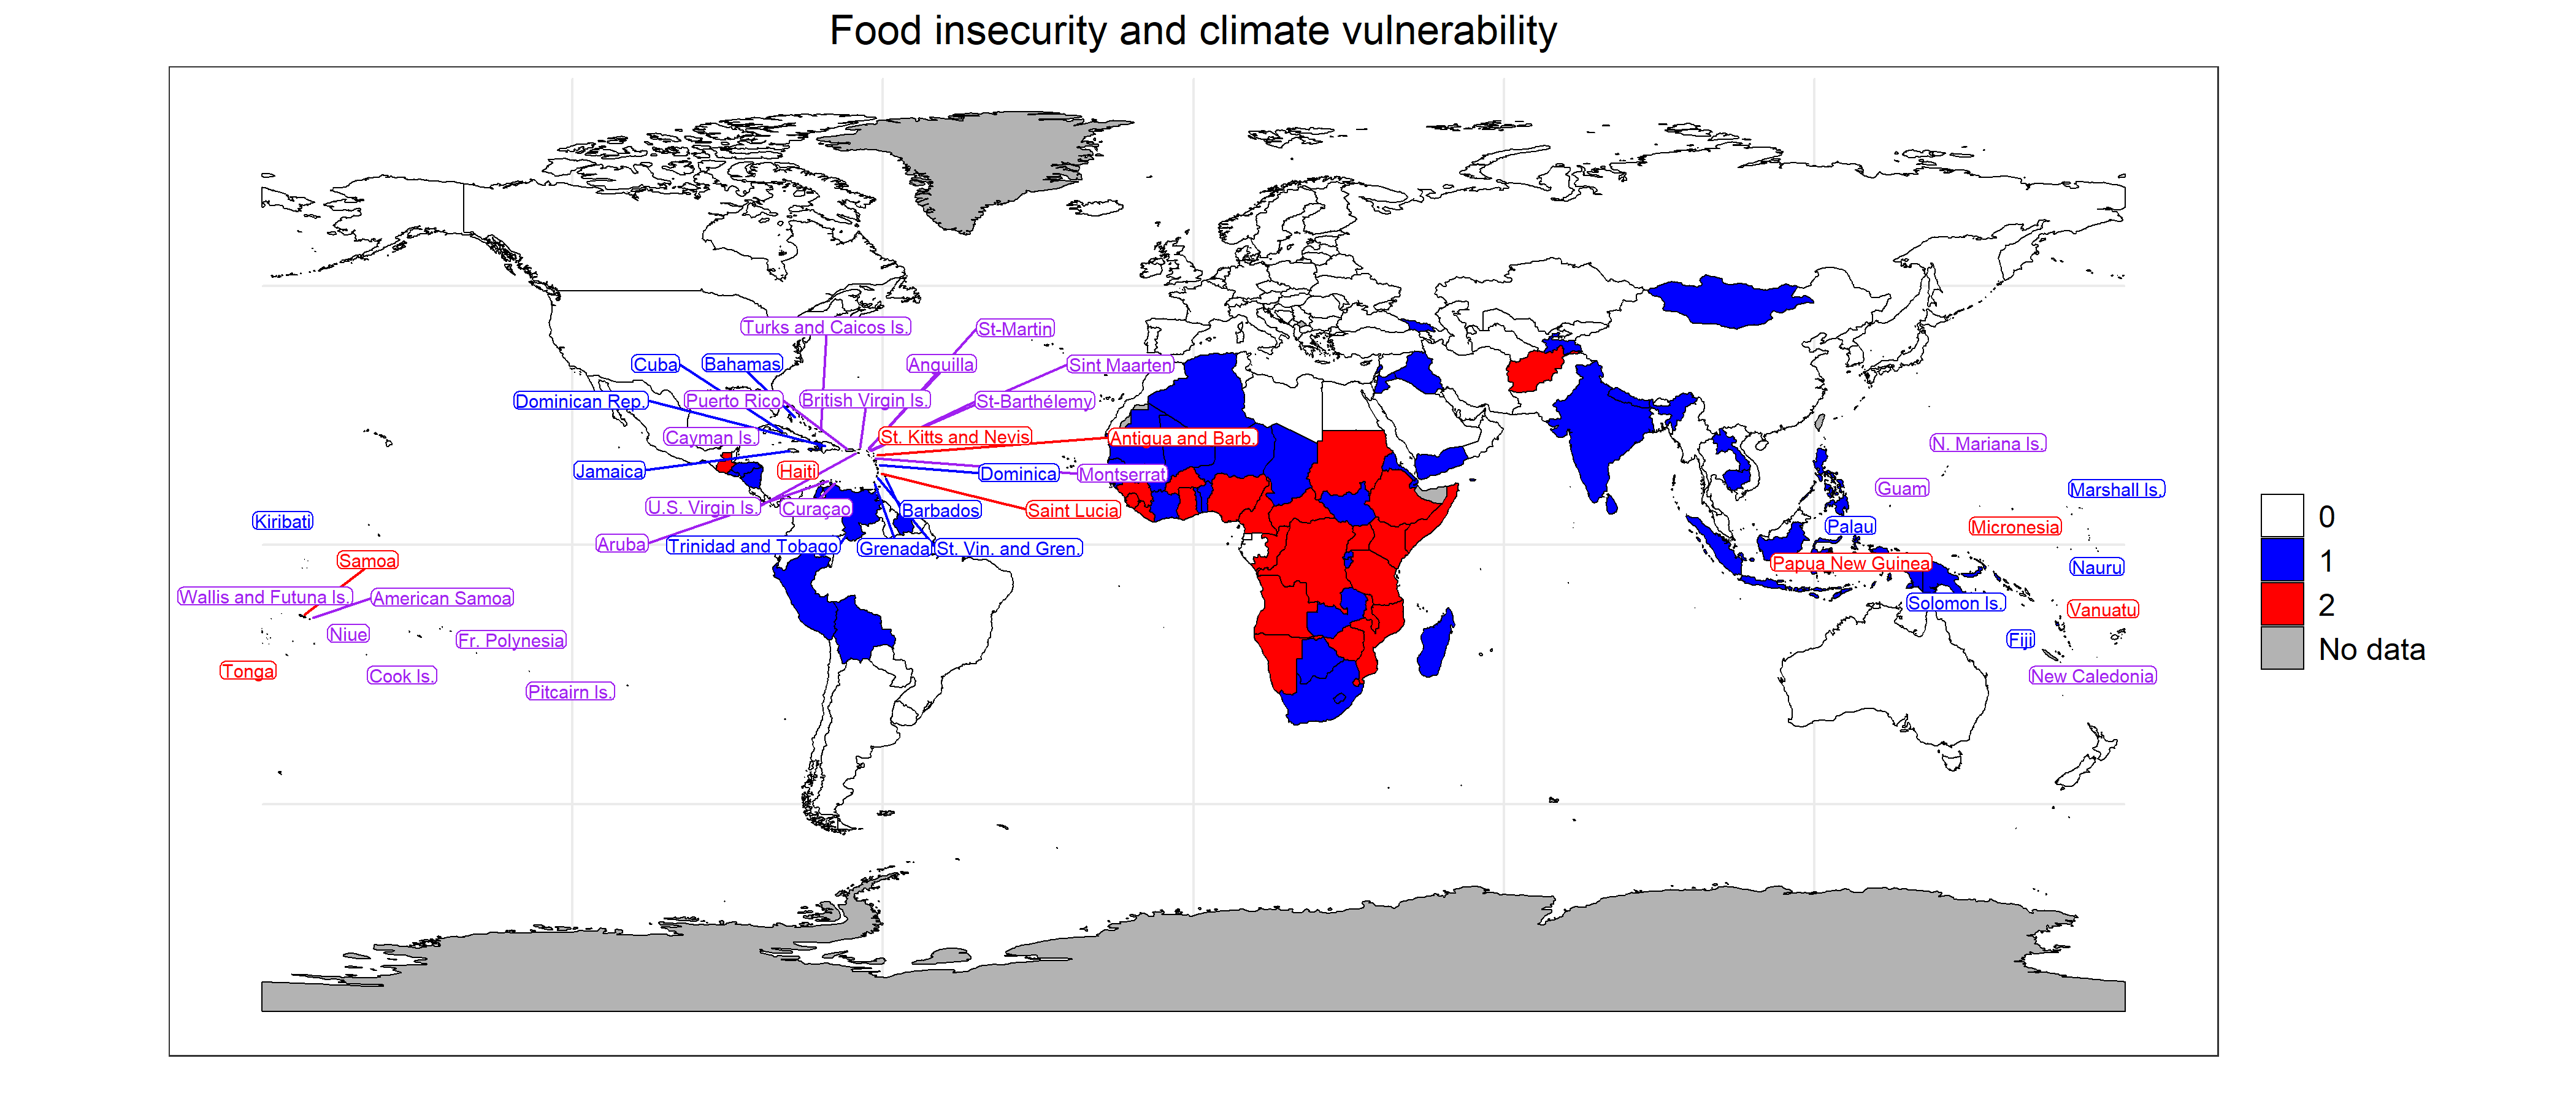 Food insecurity and climate vulnerability
Turks and Caicos Is.
St-Martin
Cuba
Bahamas
Anguilla
Sint Maarten
Dominican Rep.
Puerto Rico
British Virgin Is.
St-Barthélemy
Cayman Is.
St. Kitts and Nevis
Antigua and Barb.
N. Mariana Is.
Jamaica
Haiti
Dominica
Montserrat
Guam
Marshall Is.
U.S. Virgin Is.
Curaçao
Barbados
Saint Lucia
Kiribati
Palau
Micronesia
Aruba
Trinidad and Tobago
Grenada
St. Vin. and Gren.
Samoa
Papua New Guinea
Nauru
Wallis and Futuna Is.
American Samoa
Solomon Is.
Vanuatu
Niue
Fr. Polynesia
Fiji
Tonga
Cook Is.
New Caledonia
Pitcairn Is.
0
1
2
No data